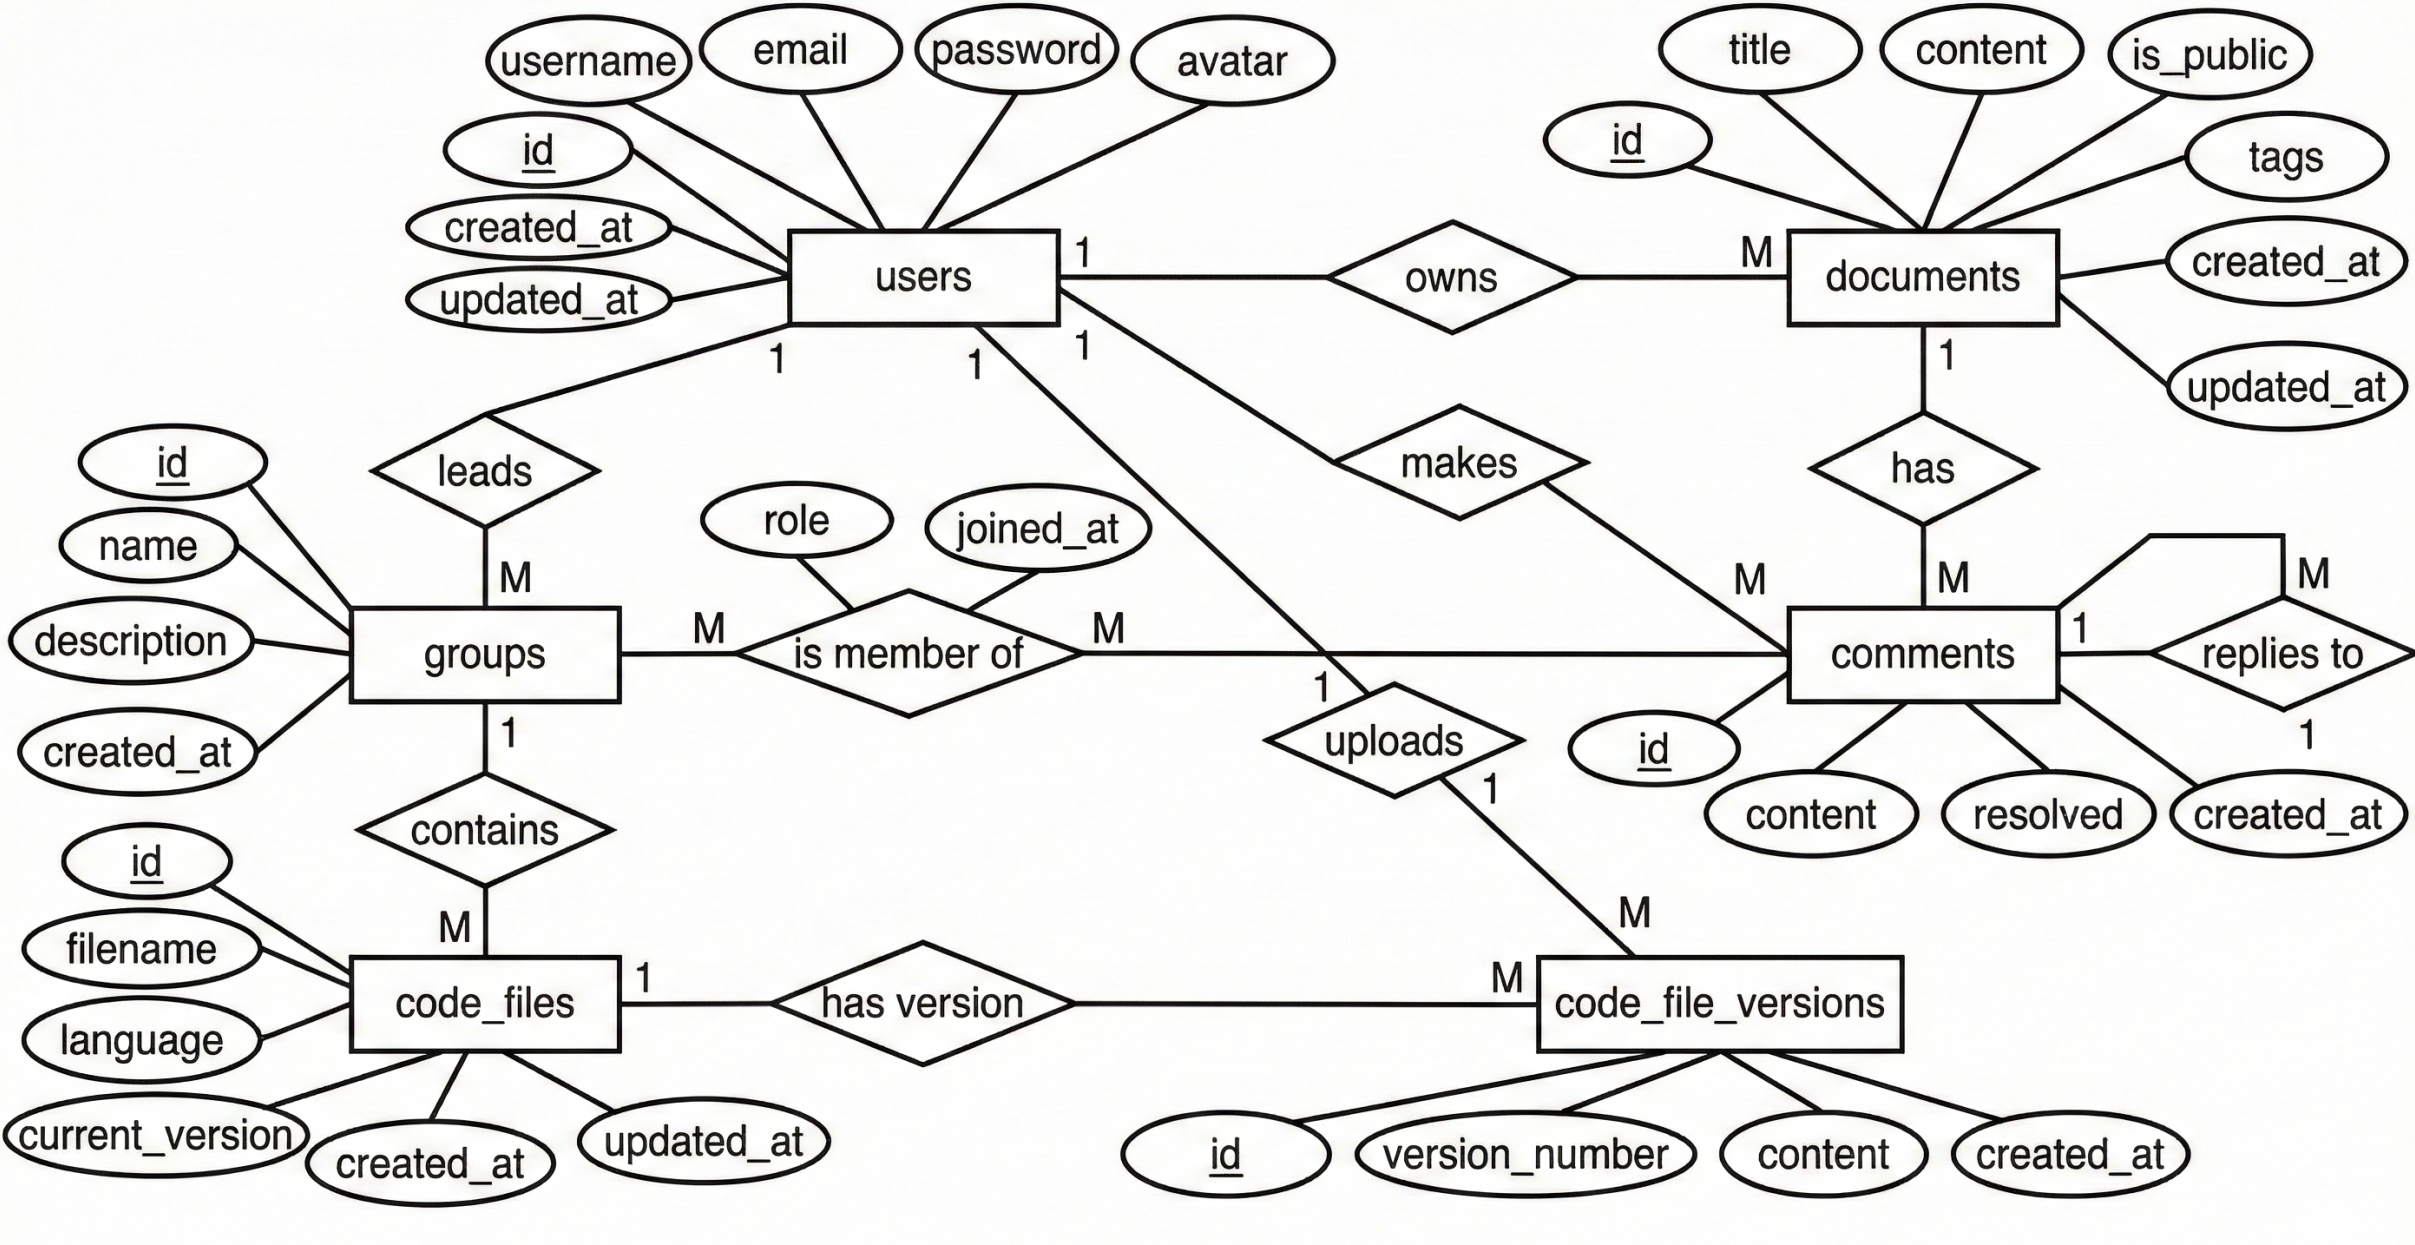 username
email
password
avatar
title
content
is_public
id
id
tags
created_at
created_at
updated_at
updated_at
users
1
owns
M
documents
1
1
1
1
id
leads
makes
has
name
role
joined_at
M
M
M
M
description
groups
M
is member of
M
comments
1
replies to
created_at
1
1
uploads
1
id
1
content
resolved
created_at
contains
id
M
M
filename
code_files
1
has version
M
code_file_versions
language
current_version
created_at
updated_at
id
version_number
content
created_at